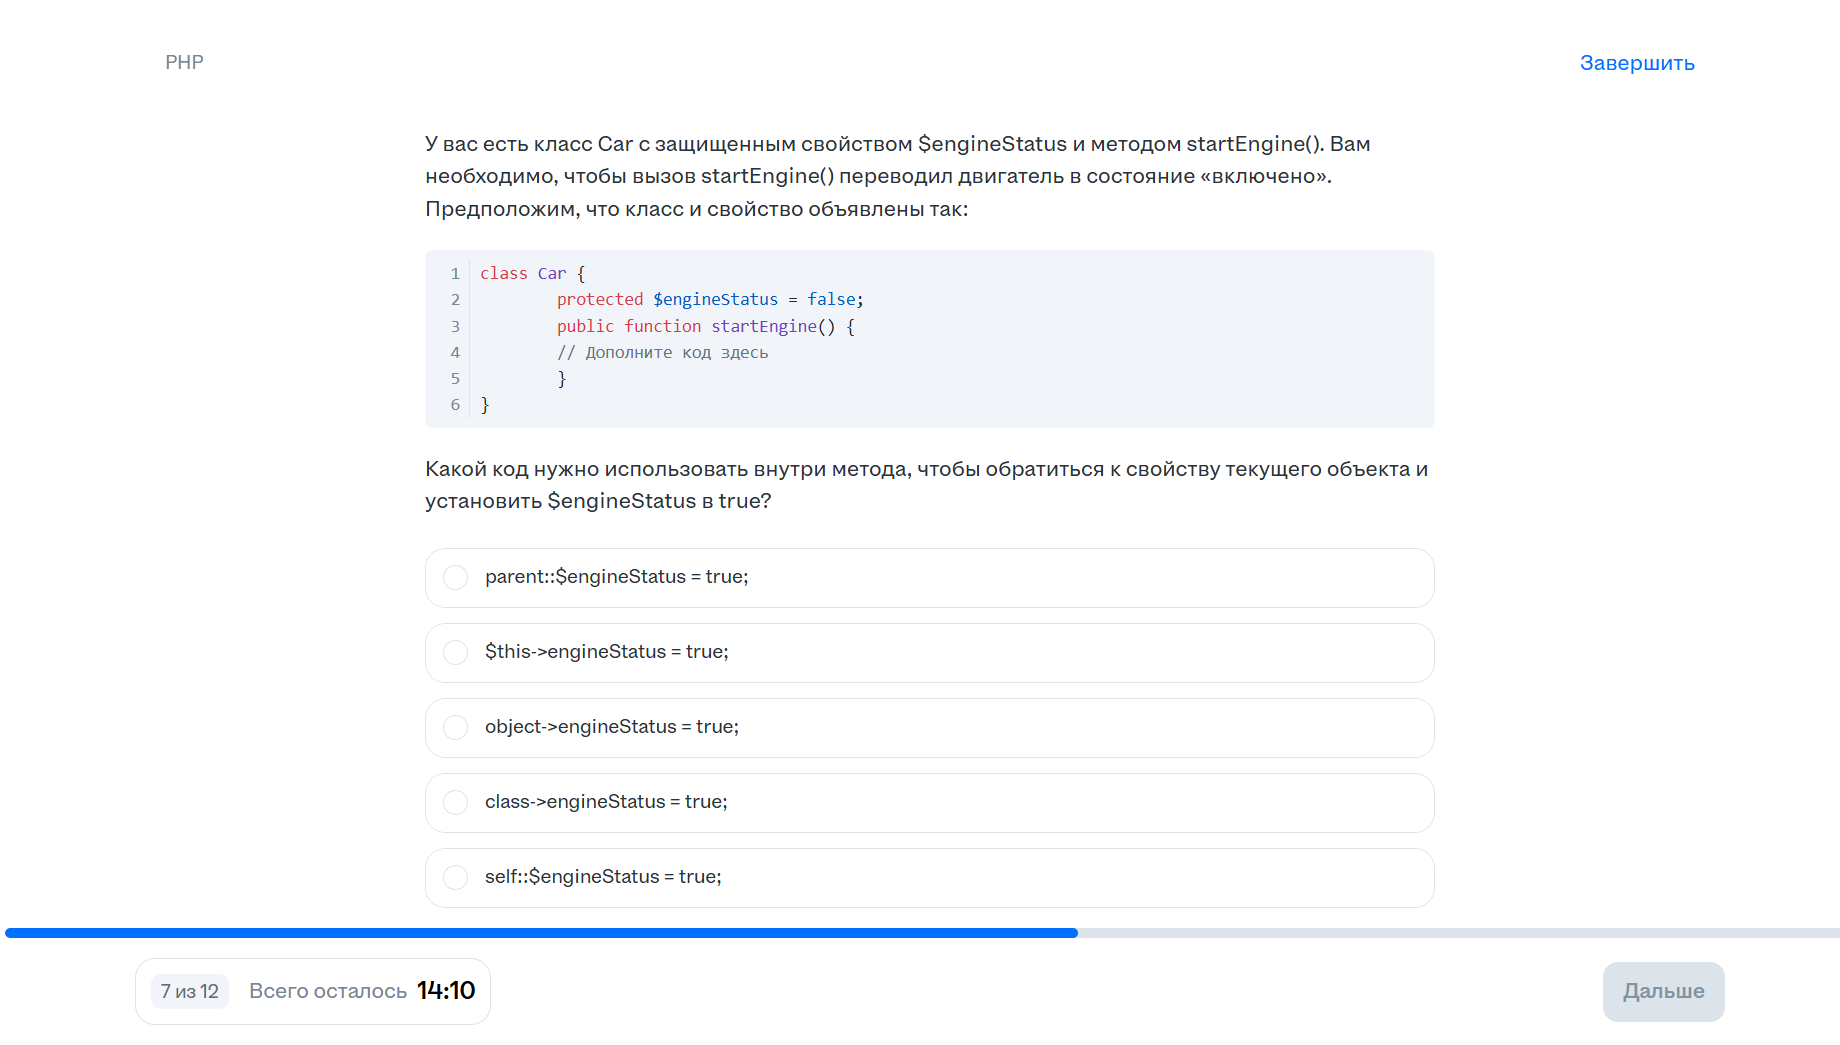 PHP
Завершить
У вас есть класс Car с защищенным свойством $engineStatus и методом startEngine(). Вам
необходимо, чтобы вызов startEngine() переводил двигатель в состояние «включено».
Предположим, что класс и свойство объявлены так:
1 class Car {
2 protected $engineStatus = false;
3 public function startEngine() {
4 // Дополните код здесь
5 }
6 }
Какой код нужно использовать внутри метода, чтобы обратиться к свойству текущего объекта и
установить $engineStatus в true?
parent::$engineStatus = true;
$this->engineStatus = true;
object->engineStatus = true;
class->engineStatus = true;
self::$engineStatus = true;
7 из 12 Всего осталось 14:10
Дальше